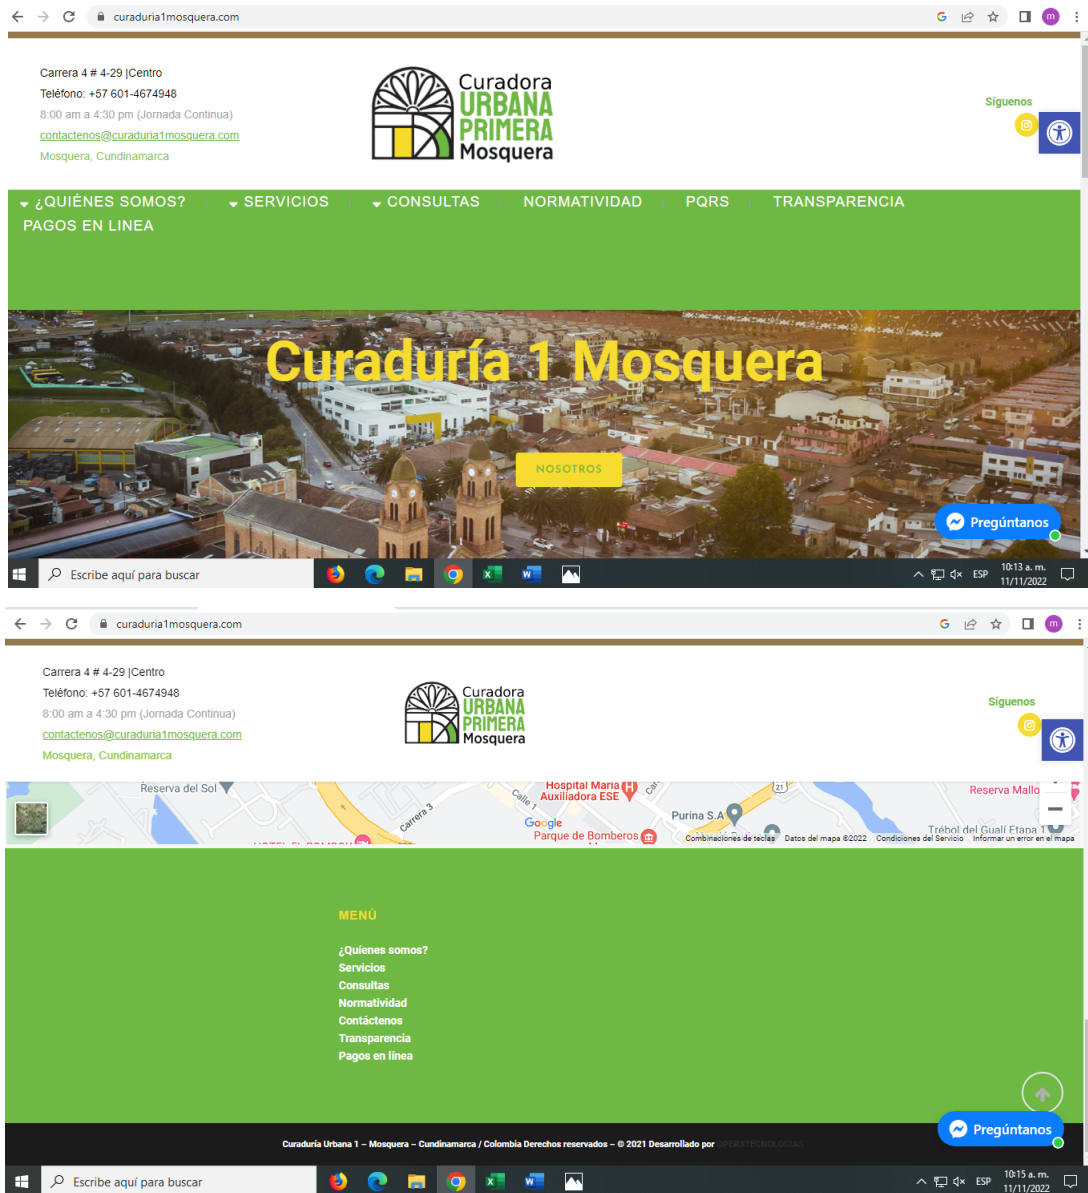 curaduria1mosquera.com
G
m
Carrera 4 # 4-29 |Centro
Teléfono: +57 601-4674948
8:00 am a 4:30 pm (Jornada Continua)
contactenos@curaduria1mosquera.com
Mosquera, Cundinamarca
Curadora
URBANA
PRIMERA
Mosquera
Síguenos
¿QUIÉNES SOMOS? SERVICIOS CONSULTAS NORMATIVIDAD PQRS TRANSPARENCIA
PAGOS EN LINEA
Curaduría 1 Mosquera
NOSOTROS
Pregúntanos
Escribe aquí para buscar
ESP
10:13 a. m.
11/11/2022
curaduria1mosquera.com
G
m
Carrera 4 # 4-29 |Centro
Teléfono: +57 601-4674948
8:00 am a 4:30 pm (Jornada Continua)
contactenos@curaduria1mosquera.com
Mosquera, Cundinamarca
Curadora
URBANA
PRIMERA
Mosquera
Síguenos
Reserva del Sol
Calle 1
Carrera 3
Hospital Maria
Auxiliadora ESE
H
21
Purina S.A
Reserva Mallo
Google
Parque de Bomberos
Trébol del Gualí Etapa 1
Combinaciones de teclas Datos del mapa ©2022 Condiciones del Servicio Informar un error en el mapa
MENÚ
¿Quíenes somos?
Servicios
Consultas
Normatividad
Contáctenos
Transparencia
Pagos en línea
Pregúntanos
Curaduría Urbana 1 – Mosquera – Cundinamarca / Colombia Derechos reservados – © 2021 Desarrollado por OPERATECNOLOGIAS
Escribe aquí para buscar
ESP
10:15 a. m.
11/11/2022